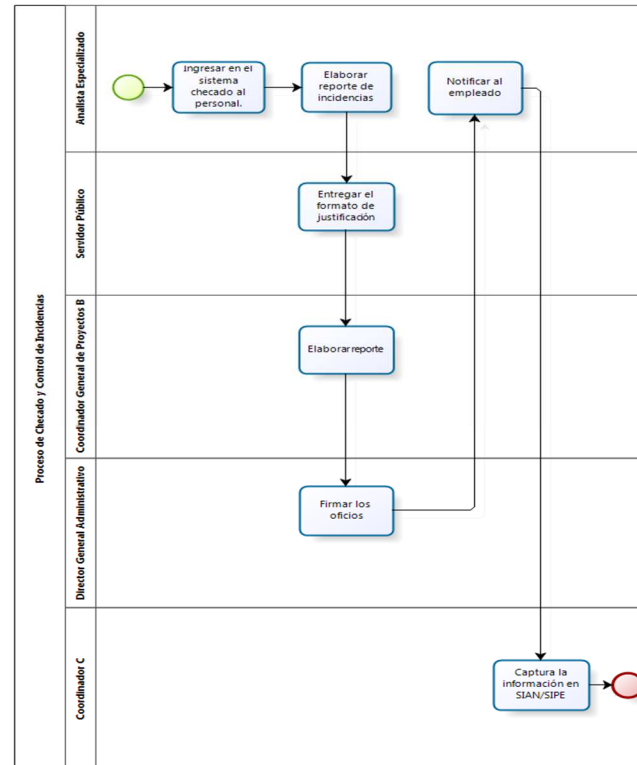 Proceso de Checado y Control de Incidencias
Analista Especializado
Ingresar en el
sistema
checado al
personal.
Elaborar
reporte de
incidencias
Notificar al
empleado
Servidor Público
Entregar el
formato de
justificación
Coordinador General de Proyectos B
Elaborar reporte
Director General Administrativo
Firmar los
oficios
Coordinador C
Captura la
información en
SIAN/SIPE